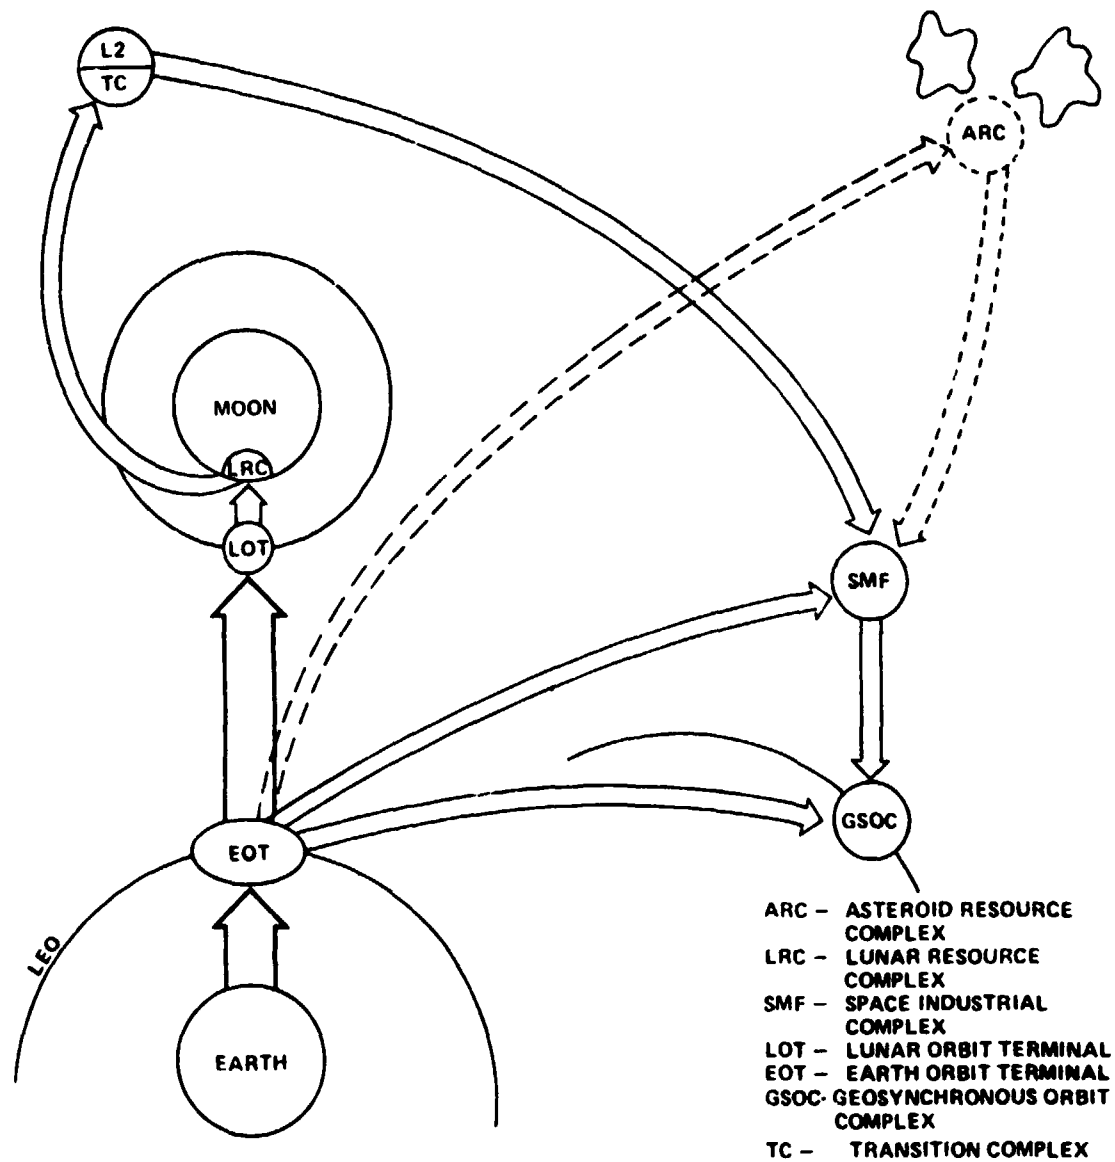 L2
TC
ARC
MOON
LRC
LOT
SMF
GSOC
EOT
LEO
EARTH
ARC – ASTEROID RESOURCE
COMPLEX
LRC – LUNAR RESOURCE
COMPLEX
SMF – SPACE INDUSTRIAL
COMPLEX
LOT – LUNAR ORBIT TERMINAL
EOT – EARTH ORBIT TERMINAL
GSOC- GEOSYNCHRONOUS ORBIT
COMPLEX
TC – TRANSITION COMPLEX